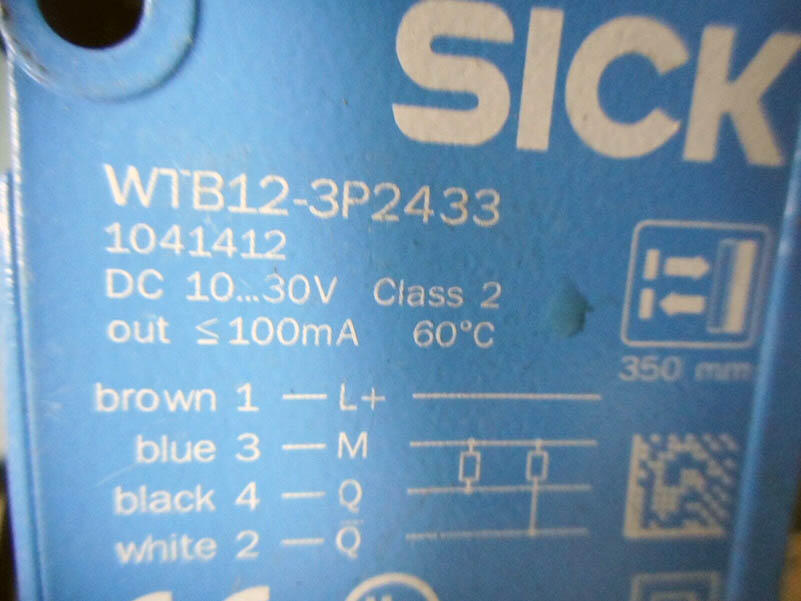 SICK
WTB12-3P2433
1041412
DC 10...30V Class 2
out ≤100mA 60°C
350 mm
brown 1 — L+
blue 3 — M
black 4 — Q
white 2 — Q̅